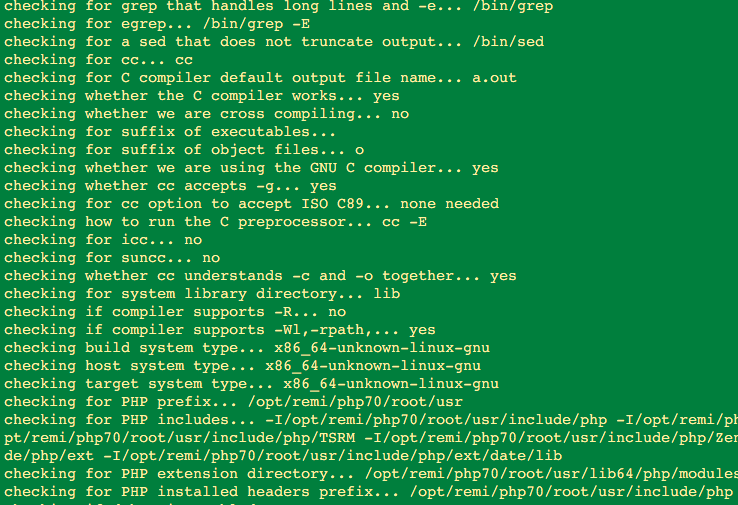 checking for grep that handles long lines and -e... /bin/grep
checking for egrep... /bin/grep -E
checking for a sed that does not truncate output... /bin/sed
checking for cc... cc
checking for C compiler default output file name... a.out
checking whether the C compiler works... yes
checking whether we are cross compiling... no
checking for suffix of executables...
checking for suffix of object files... o
checking whether we are using the GNU C compiler... yes
checking whether cc accepts -g... yes
checking for cc option to accept ISO C89... none needed
checking how to run the C preprocessor... cc -E
checking for icc... no
checking for suncc... no
checking whether cc understands -c and -o together... yes
checking for system library directory... lib
checking if compiler supports -R... no
checking if compiler supports -Wl,-rpath,... yes
checking build system type... x86_64-unknown-linux-gnu
checking host system type... x86_64-unknown-linux-gnu
checking target system type... x86_64-unknown-linux-gnu
checking for PHP prefix... /opt/remi/php70/root/usr
checking for PHP includes... -I/opt/remi/php70/root/usr/include/php -I/opt/remi/ph
pt/remi/php70/root/usr/include/php/TSRM -I/opt/remi/php70/root/usr/include/php/Zen
de/php/ext -I/opt/remi/php70/root/usr/include/php/ext/date/lib
checking for PHP extension directory... /opt/remi/php70/root/usr/lib64/php/modules
checking for PHP installed headers prefix... /opt/remi/php70/root/usr/include/php